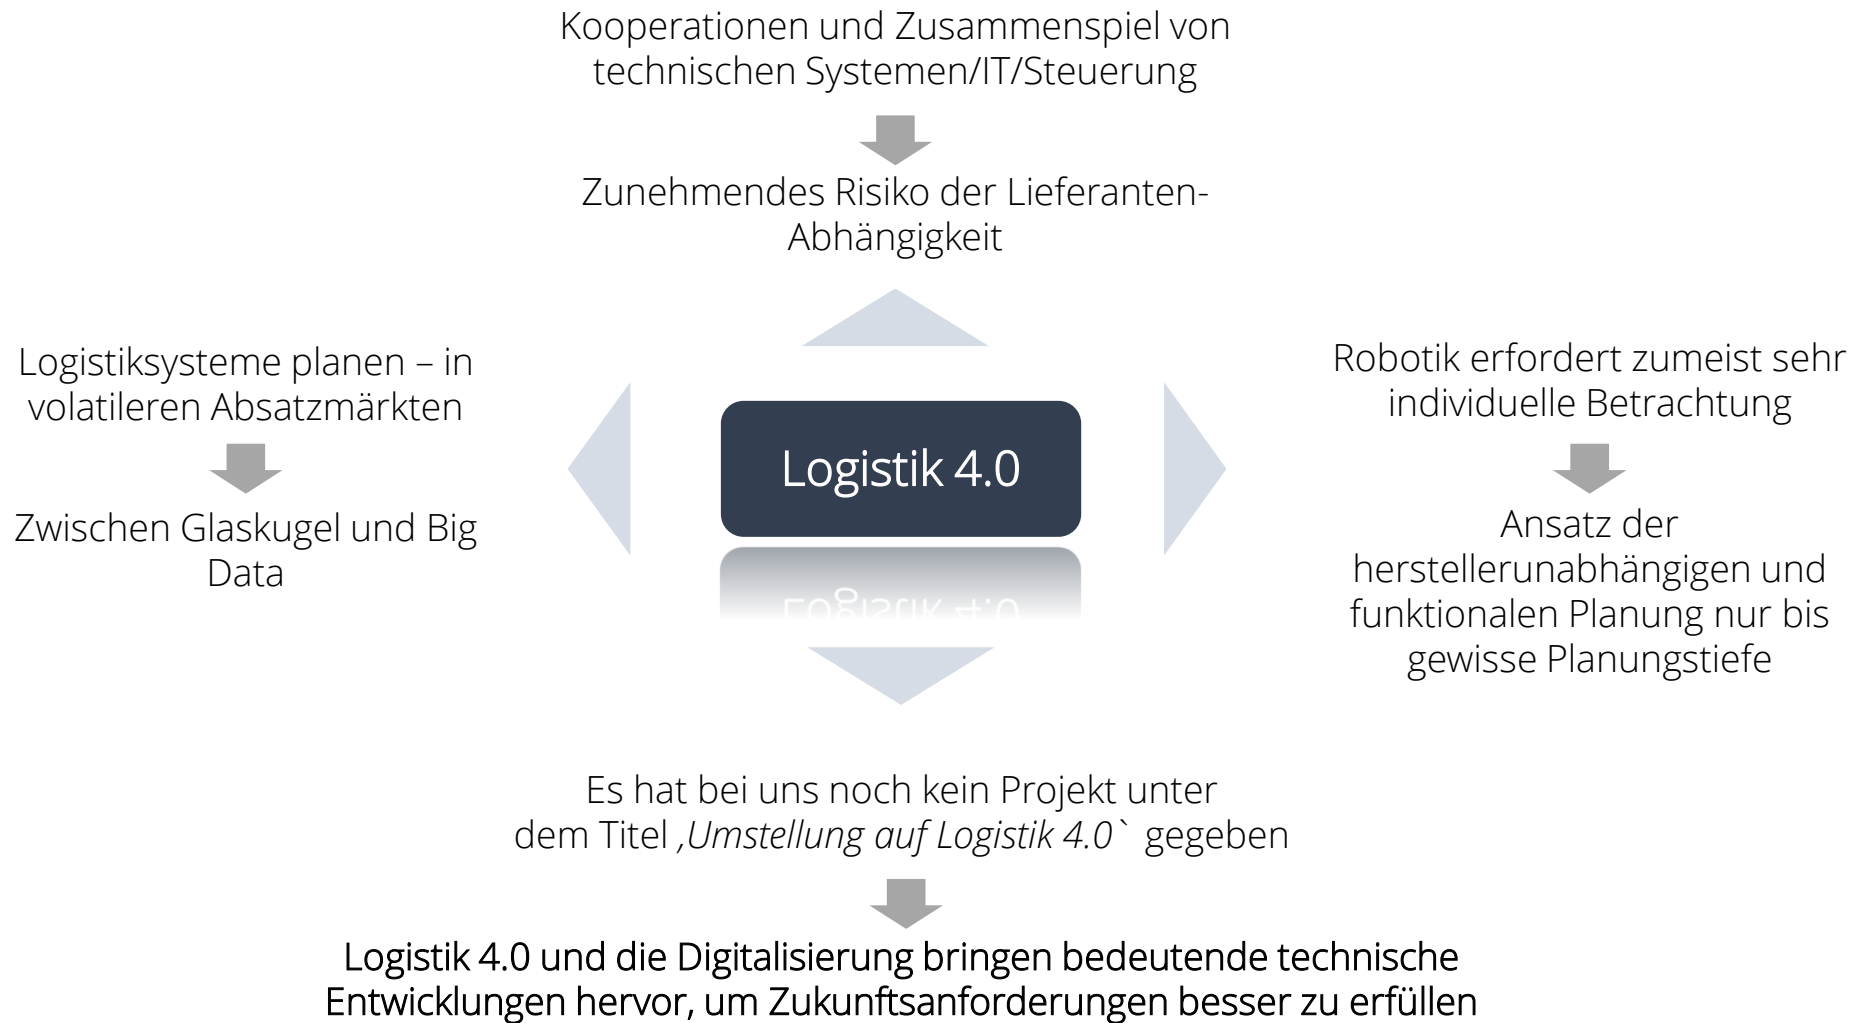 Kooperationen und Zusammenspiel von
technischen Systemen/IT/Steuerung
Zunehmendes Risiko der Lieferanten-
Abhängigkeit
Logistiksysteme planen – in
volatileren Absatzmärkten
Zwischen Glaskugel und Big
Data
Logistik 4.0
Robotik erfordert zumeist sehr
individuelle Betrachtung
Ansatz der
herstellerunabhängigen und
funktionalen Planung nur bis
gewisse Planungstiefe
Es hat bei uns noch kein Projekt unter
dem Titel ‚Umstellung auf Logistik 4.0` gegeben
Logistik 4.0 und die Digitalisierung bringen bedeutende technische
Entwicklungen hervor, um Zukunftsanforderungen besser zu erfüllen